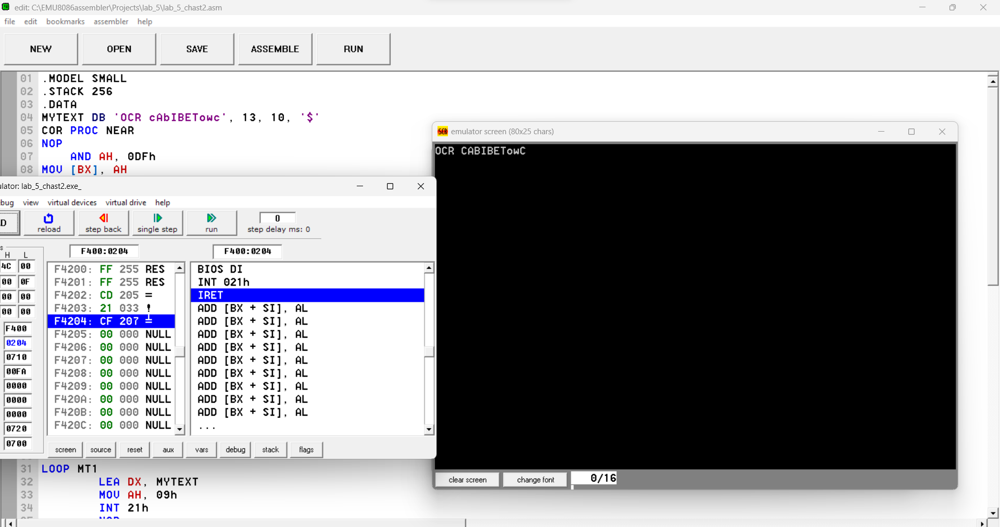 edit: C:\EMU8086assembler\Projects\lab_5\lab_5_chast2.asm
file edit bookmarks assembler help
NEW OPEN SAVE ASSEMBLE RUN
01 .MODEL SMALL
02 .STACK 256
03 .DATA
04 MYTEXT DB 'OCR cAbIBETowc', 13, 10, '$'
05 COR PROC NEAR
06 NOP
07 AND AH, 0DFh
08 MOV [BX], AH
SCR emulator screen (80x25 chars)
OCR CABIBETowC
clear screen change font 0/16
lator: lab_5_chast2.exe_
bug view virtual devices virtual drive help
D reload step back single step run 0
step delay ms: 0
s
H L
4C 00
00 0F
00 00
00 00
F400
0204
0710
00FA
0000
0000
0000
0720
0700
F400:0204 F400:0204
F4200: FF 255 RES
F4201: FF 255 RES
F4202: CD 205 =
F4203: 21 033 !
F4204: CF 207 ╧
F4205: 00 000 NULL
F4206: 00 000 NULL
F4207: 00 000 NULL
F4208: 00 000 NULL
F4209: 00 000 NULL
F420A: 00 000 NULL
F420B: 00 000 NULL
F420C: 00 000 NULL
BIOS DI
INT 021h
IRET
ADD [BX + SI], AL
ADD [BX + SI], AL
ADD [BX + SI], AL
ADD [BX + SI], AL
ADD [BX + SI], AL
ADD [BX + SI], AL
ADD [BX + SI], AL
ADD [BX + SI], AL
ADD [BX + SI], AL
...
screen source reset aux vars debug stack flags
31 LOOP MT1
32 LEA DX, MYTEXT
33 MOV AH, 09h
34 INT 21h